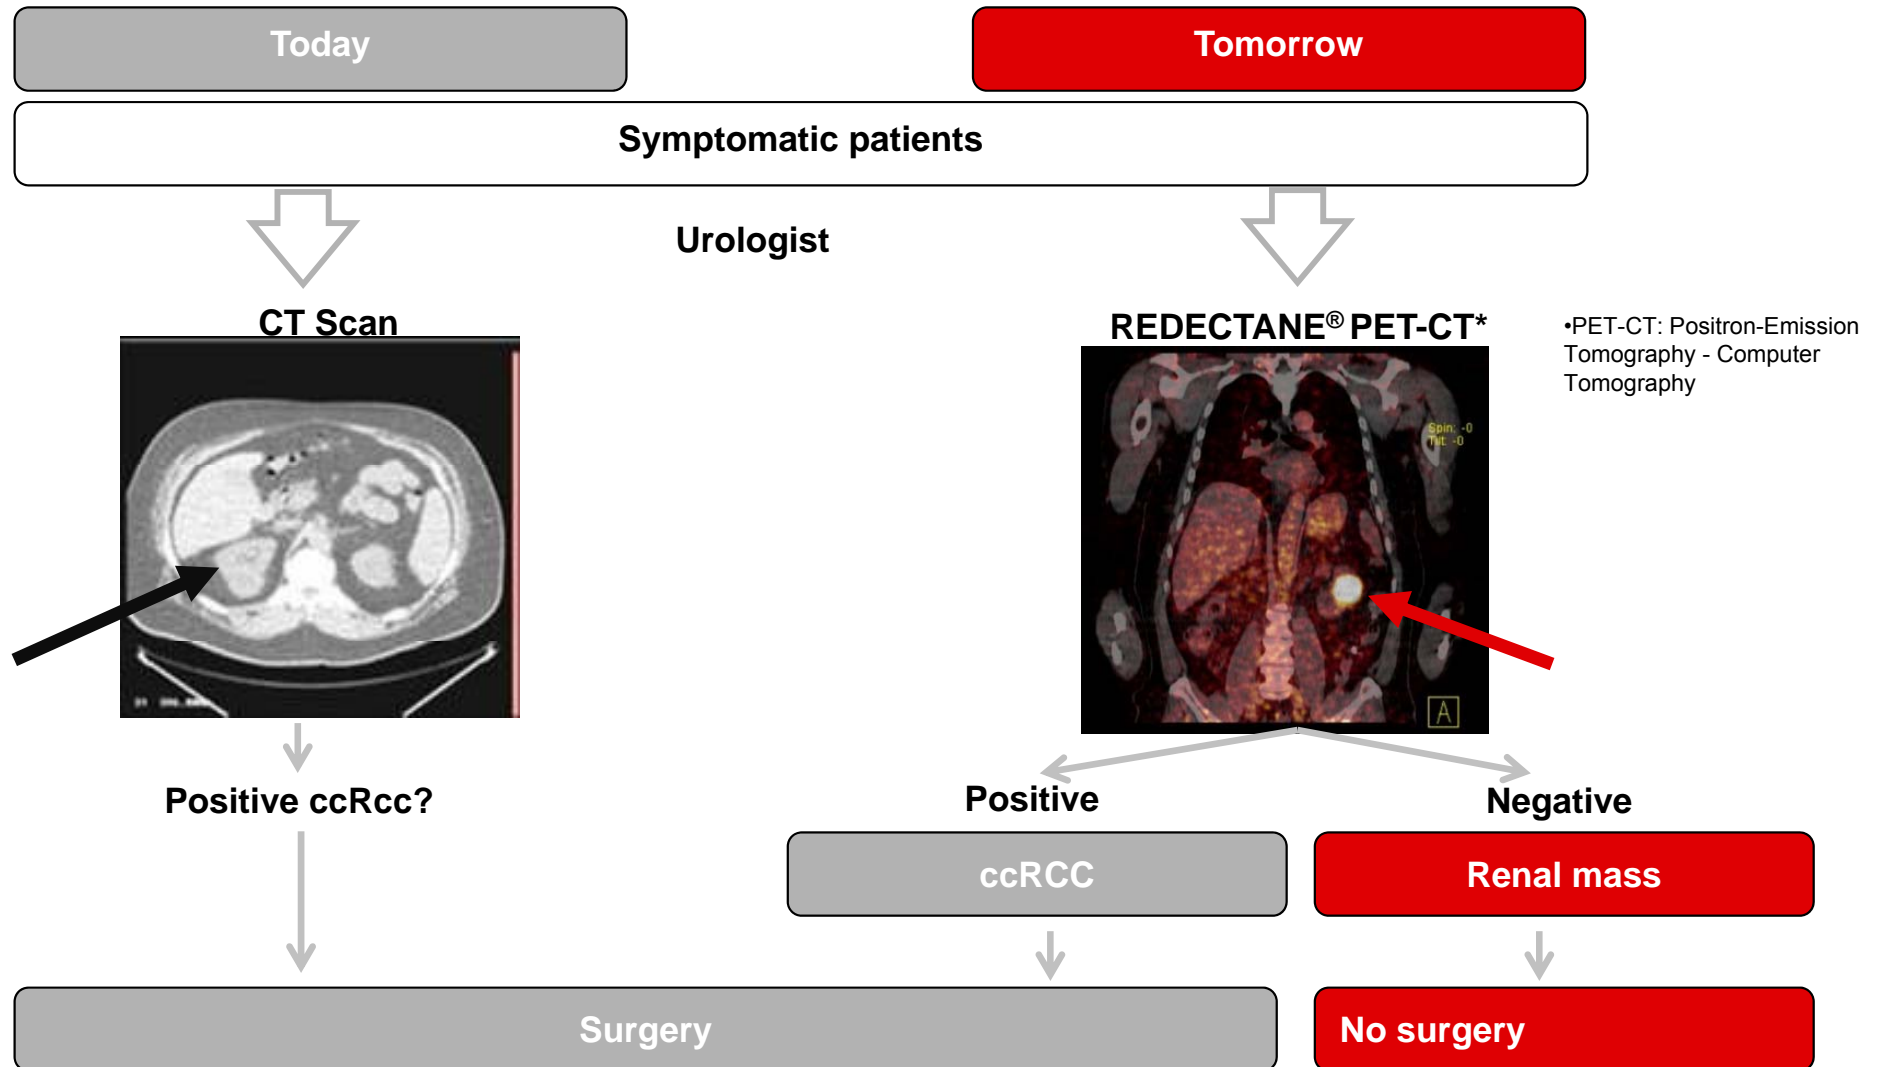 Today
Tomorrow
Symptomatic patients
Urologist
CT Scan
REDECTANE® PET-CT*
•PET-CT: Positron-Emission
Tomography - Computer
Tomography
Spin: -0
Tilt: -0
A
Positive ccRcc?
Positive
Negative
ccRCC
Renal mass
Surgery
No surgery